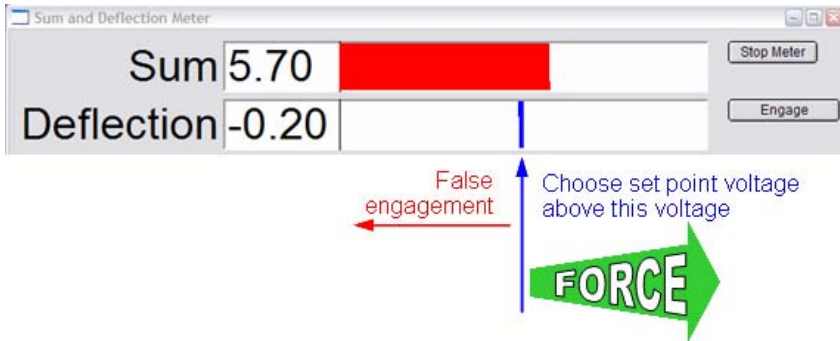 Sum and Deflection Meter
Sum 5.70
Stop Meter
Deflection -0.20
Engage
False
engagement
Choose set point voltage
above this voltage
FORCE